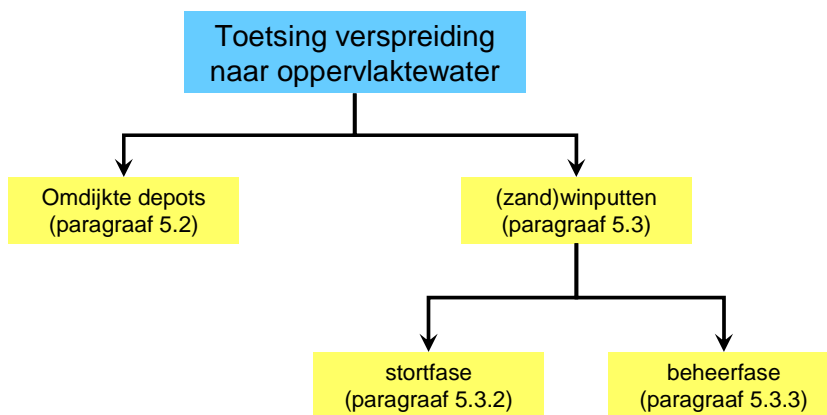 Toetsing verspreiding
naar oppervlaktewater
Omdijkte depots
(paragraaf 5.2)
(zand)winputten
(paragraaf 5.3)
stortfase
(paragraaf 5.3.2)
beheerfase
(paragraaf 5.3.3)